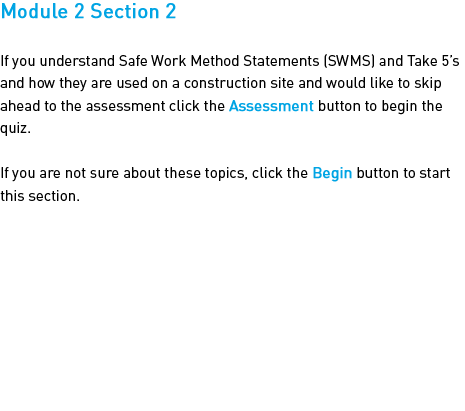 Module 2 Section 2
If you understand Safe Work Method Statements (SWMS) and Take 5’s
and how they are used on a construction site and would like to skip
ahead to the assessment click the Assessment button to begin the
quiz.
If you are not sure about these topics, click the Begin button to start
this section.